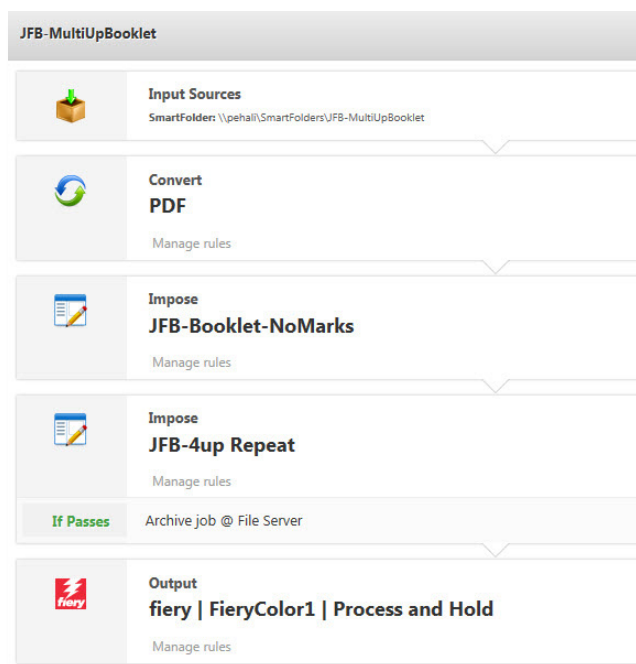 JFB-MultiUpBooklet
Input Sources
SmartFolder: \\pehali\SmartFolders\JFB-MultiUpBooklet
Convert
PDF
Manage rules
Impose
JFB-Booklet-NoMarks
Manage rules
Impose
JFB-4up Repeat
Manage rules
If Passes Archive job @ File Server
Output
fiery fiery | FieryColor1 | Process and Hold
Manage rules